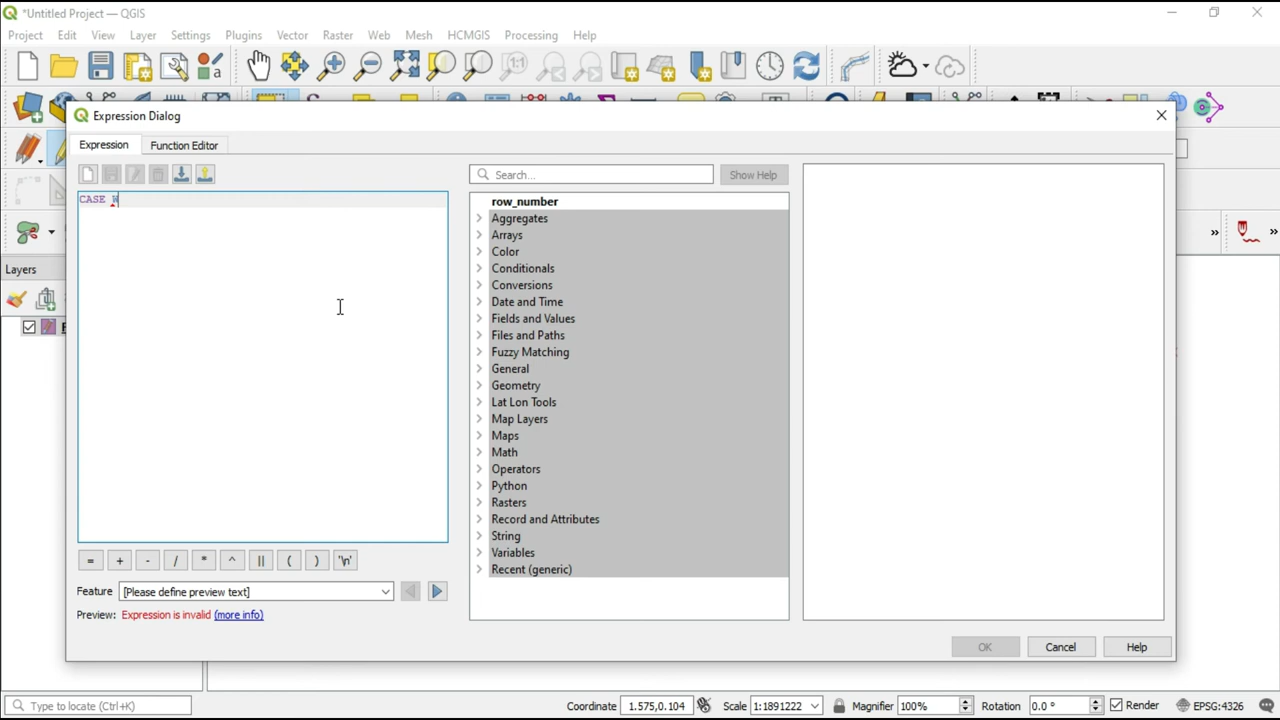 *Untitled Project — QGIS
Project Edit View Layer Settings Plugins Vector Raster Web Mesh HCMGIS Processing Help
Expression Dialog
Expression Function Editor
Search... Show Help
CASE W
row_number
Aggregates
Arrays
Color
Conditionals
Conversions
Date and Time
Fields and Values
Files and Paths
Fuzzy Matching
General
Geometry
Lat Lon Tools
Map Layers
Maps
Math
Operators
Python
Rasters
Record and Attributes
String
Variables
Recent (generic)
Layers
= + - / * ^ || ( ) '\n'
Feature [Please define preview text]
Preview: Expression is invalid (more info)
OK Cancel Help
Type to locate (Ctrl+K) Coordinate 1.575,0.104 Scale 1:1891222 Magnifier 100% Rotation 0.0 ° Render EPSG:4326